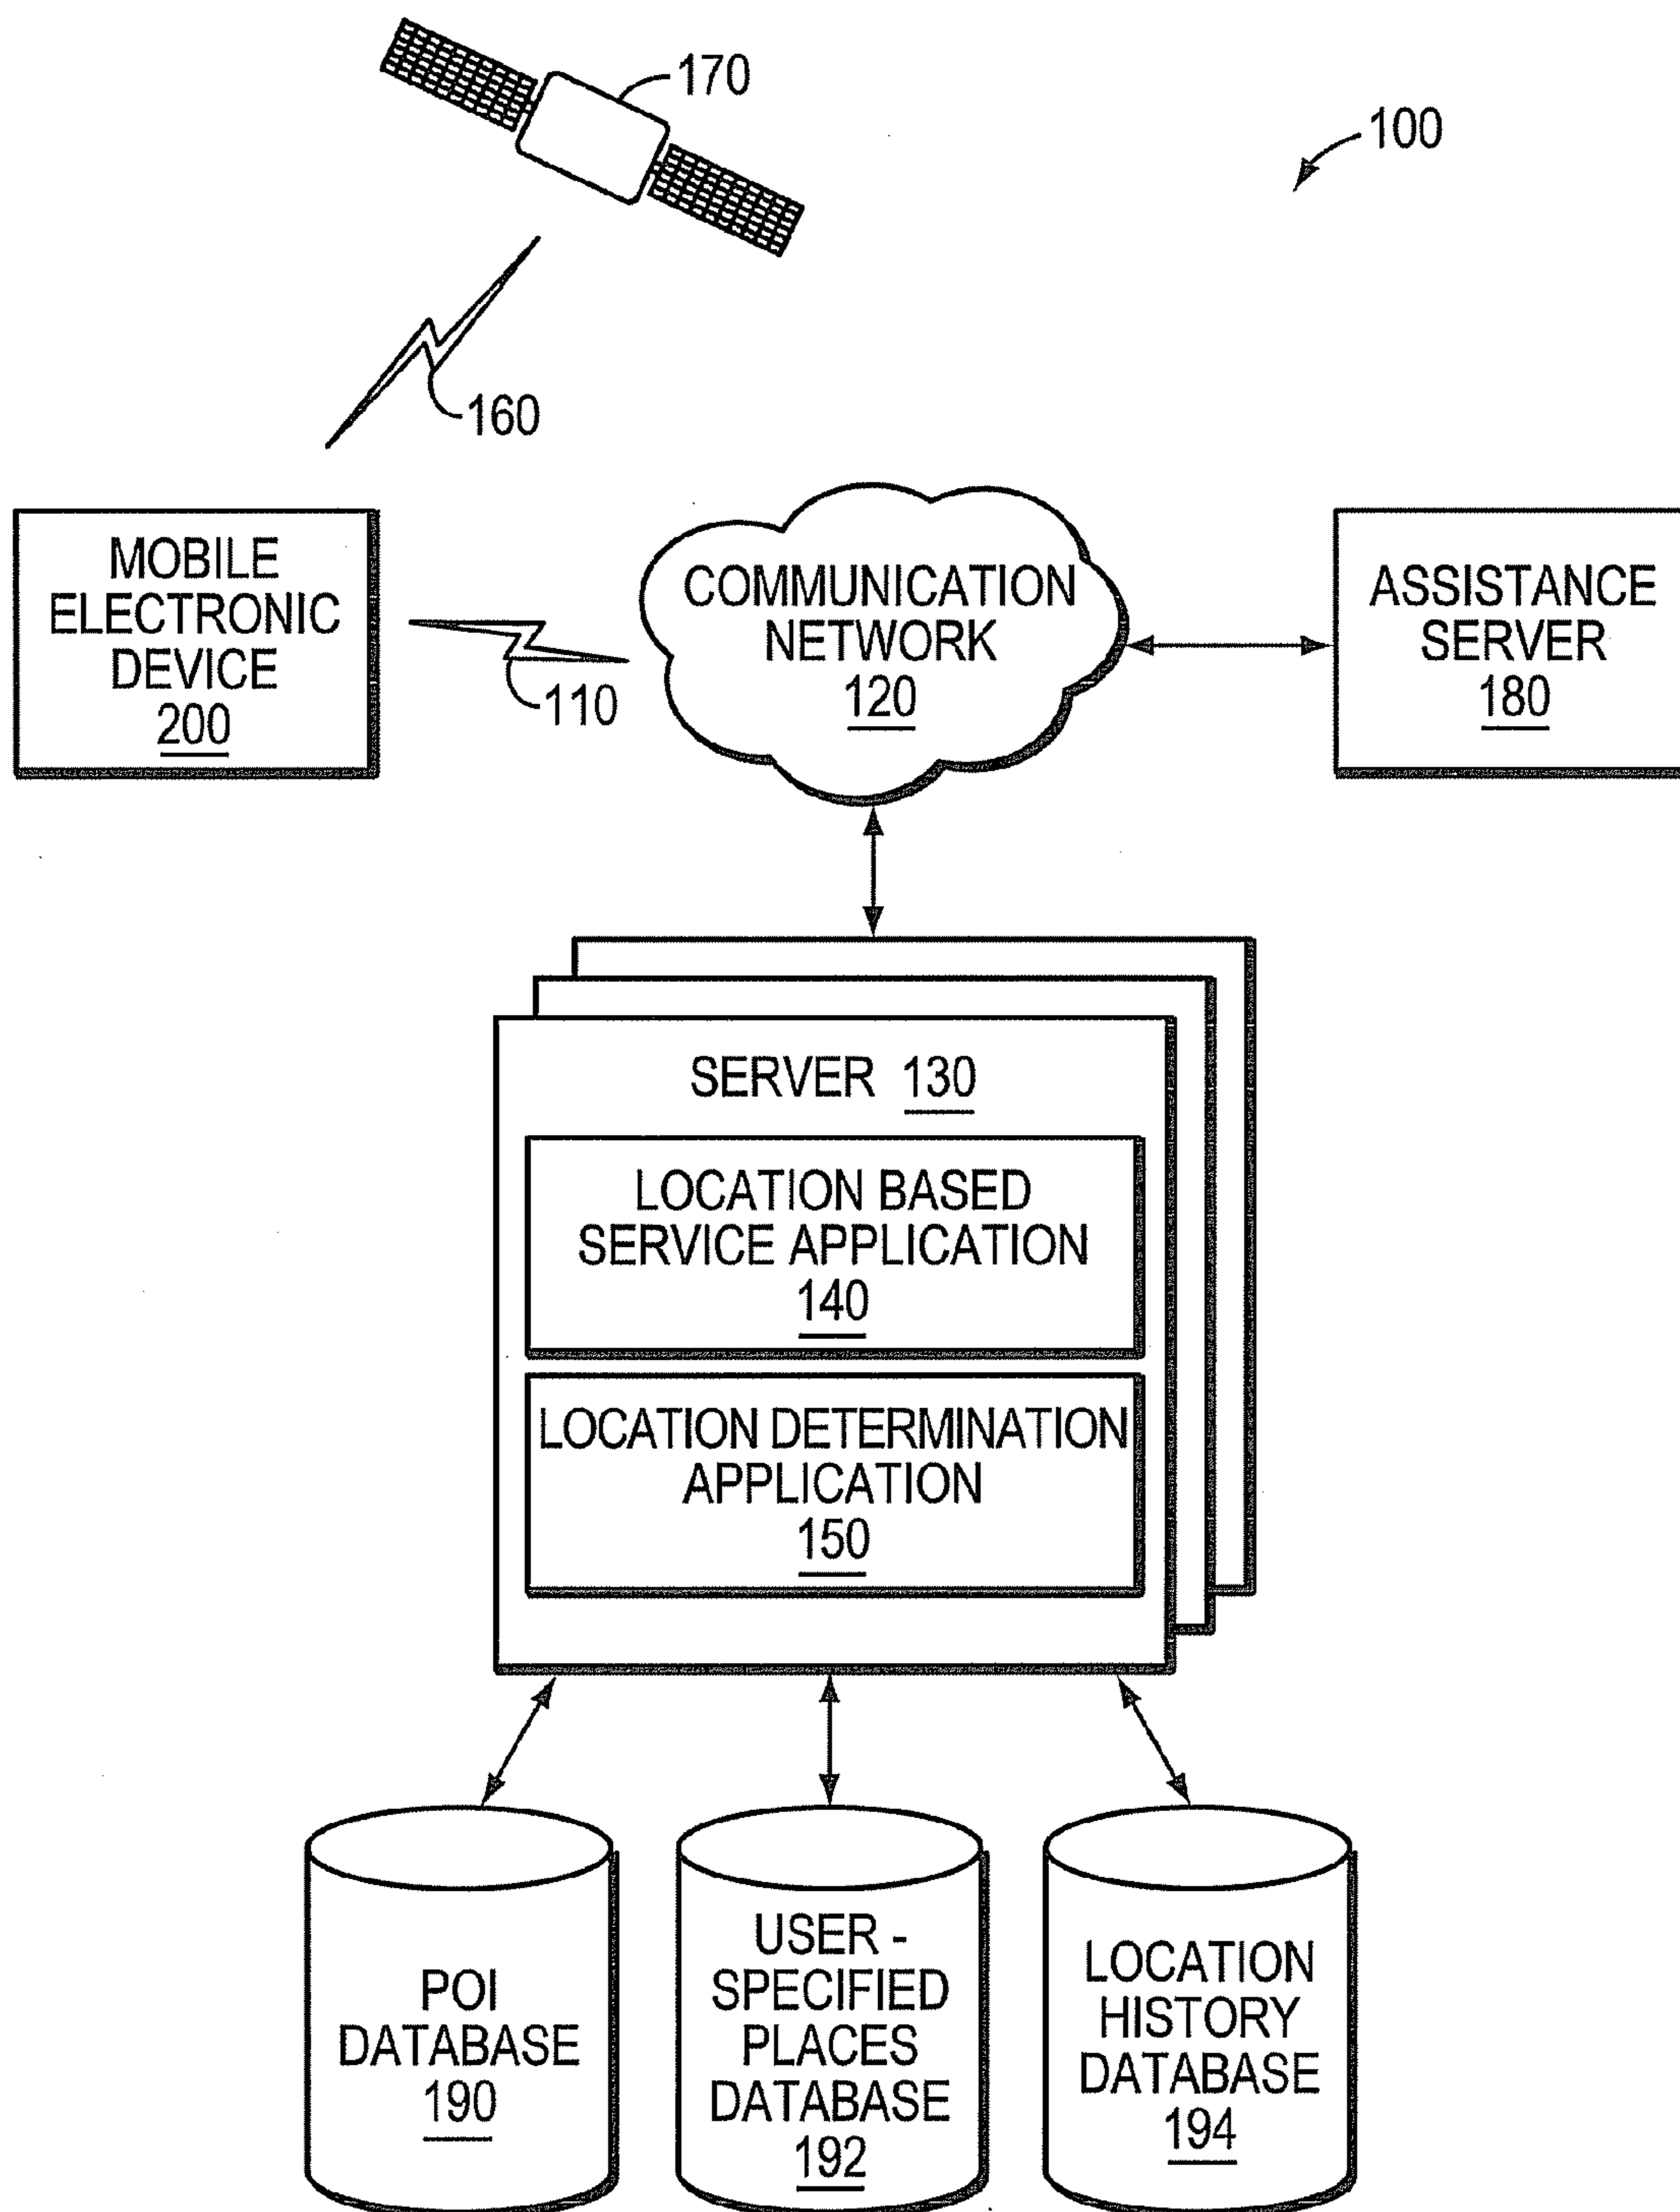 170
100
160
MOBILE
ELECTRONIC
DEVICE
200
110
COMMUNICATION
NETWORK
120
ASSISTANCE
SERVER
180
SERVER 130
LOCATION BASED
SERVICE APPLICATION
140
LOCATION DETERMINATION
APPLICATION
150
POI
DATABASE
190
USER -
SPECIFIED
PLACES
DATABASE
192
LOCATION
HISTORY
DATABASE
194